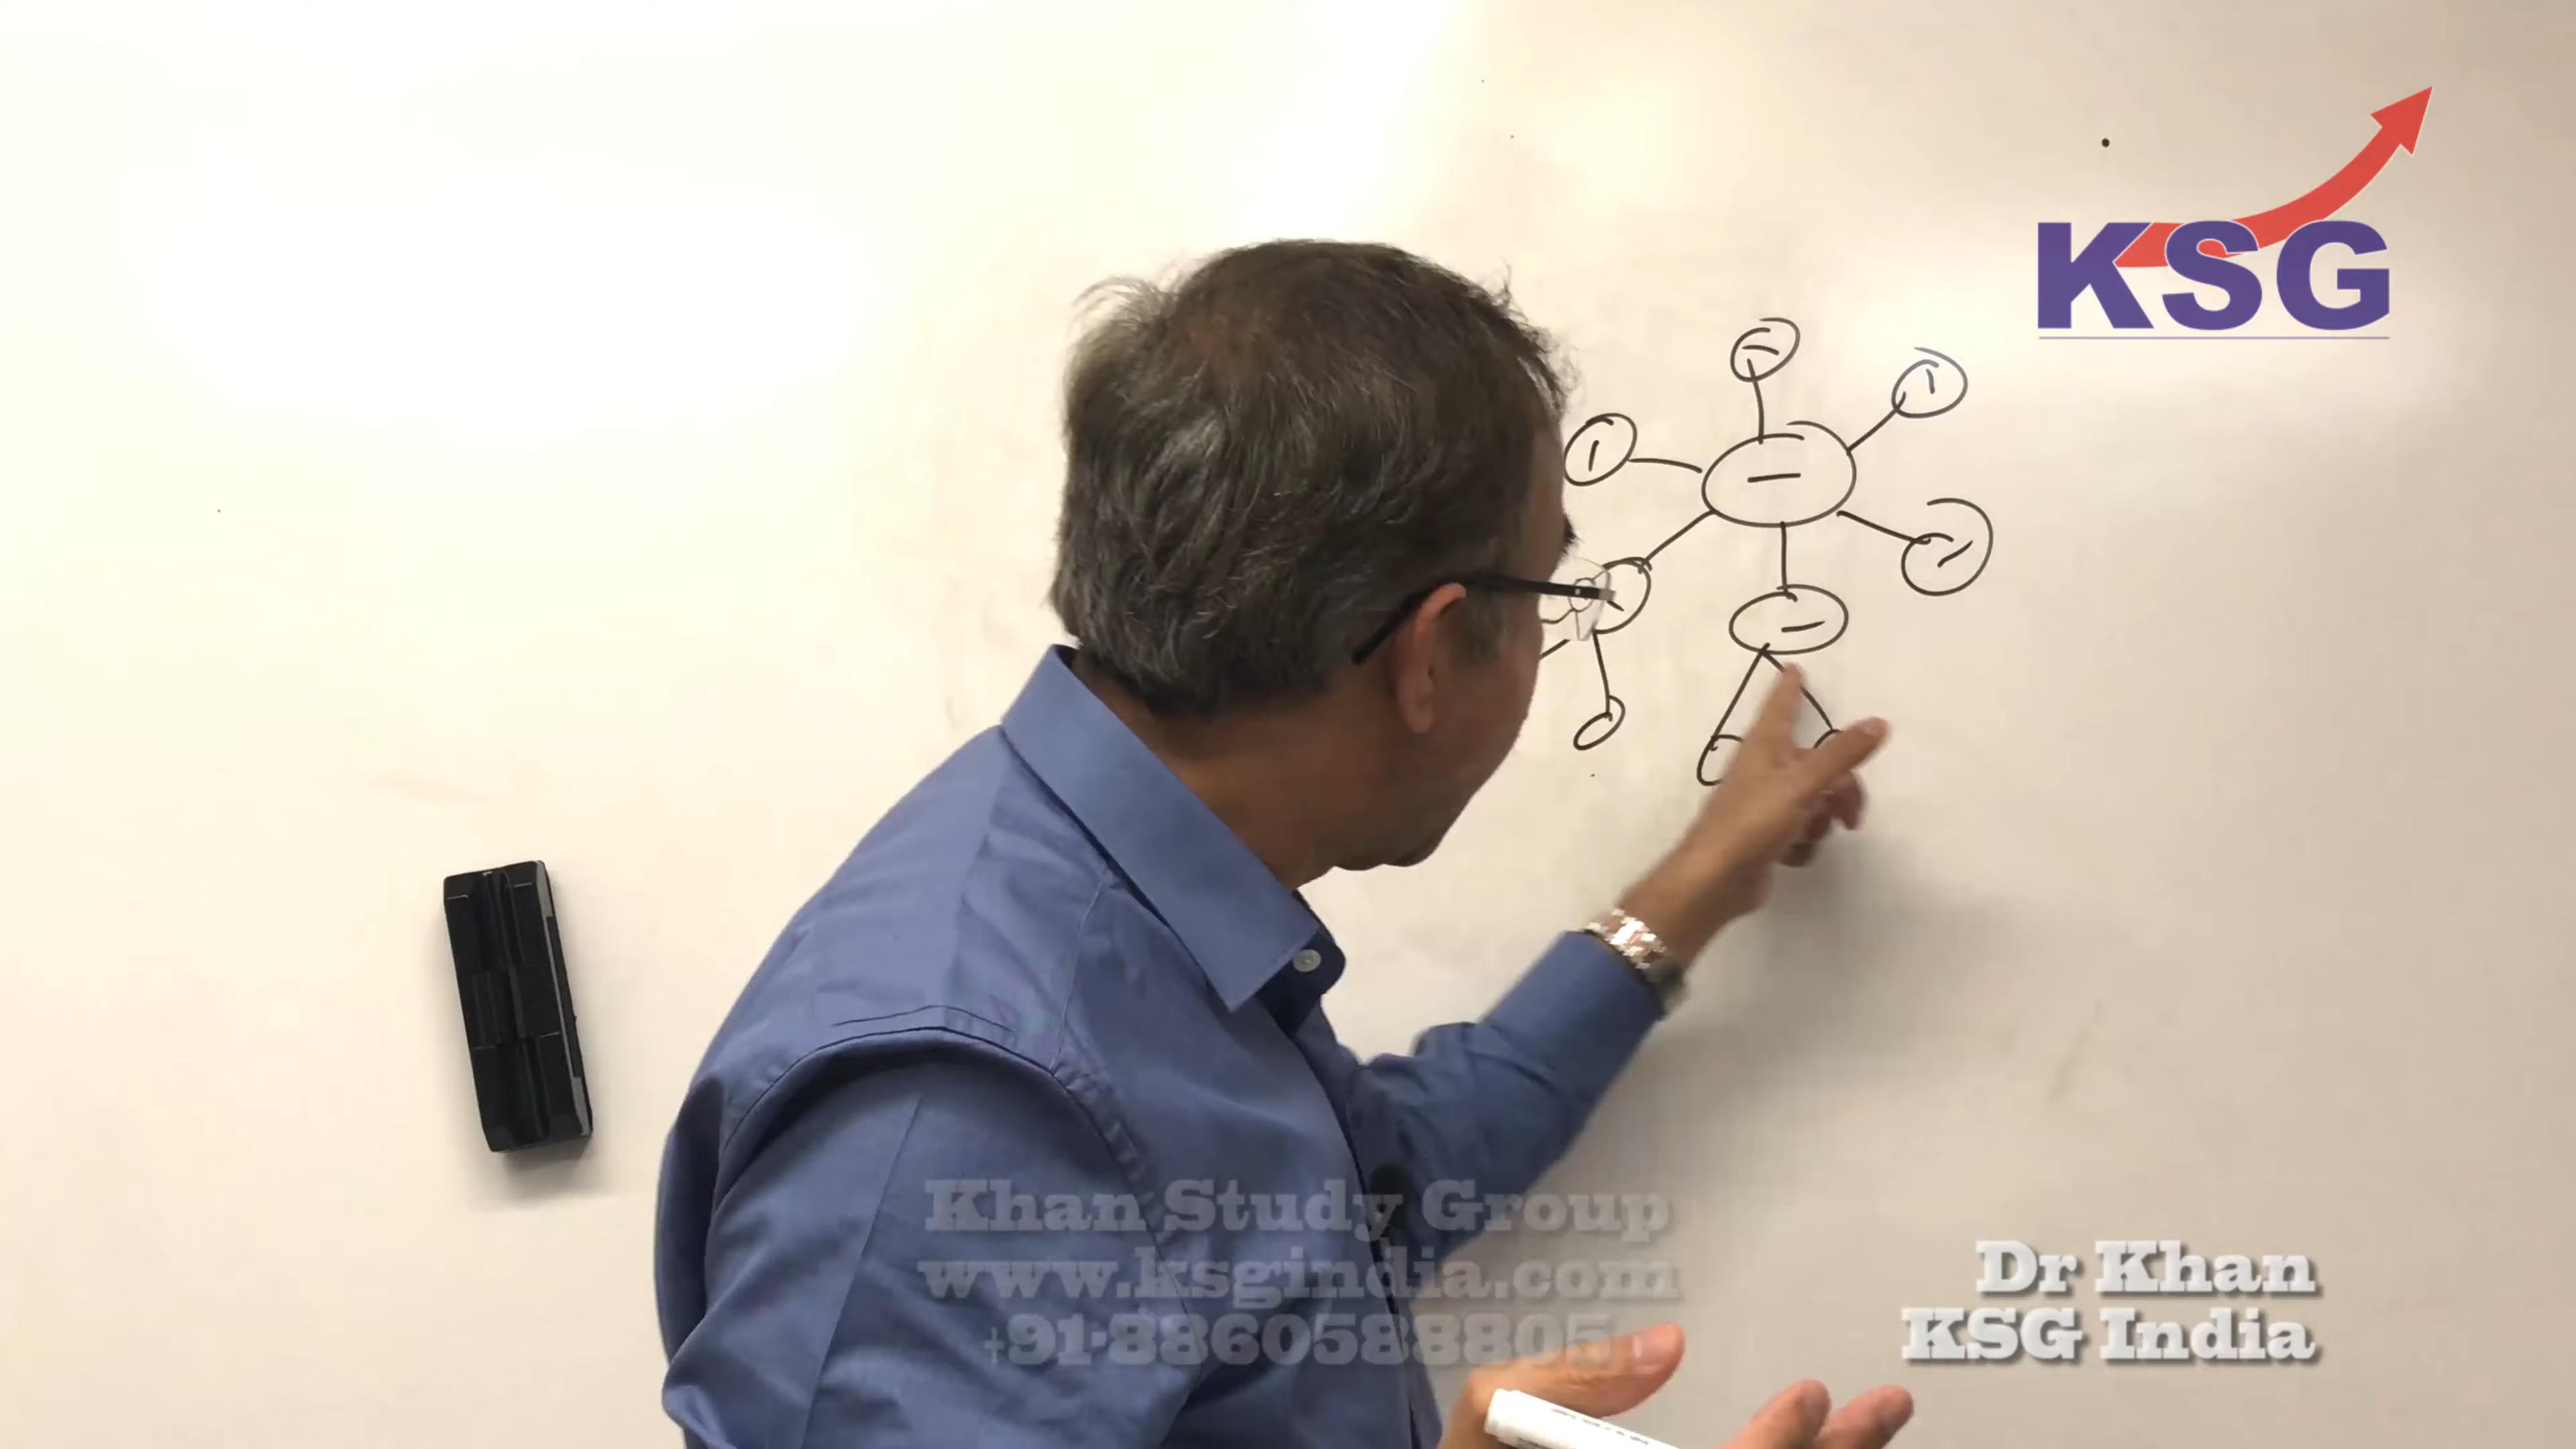 KSG
Khan Study Group
www.ksgindia.com
+91-8860588805
Dr Khan
KSG India